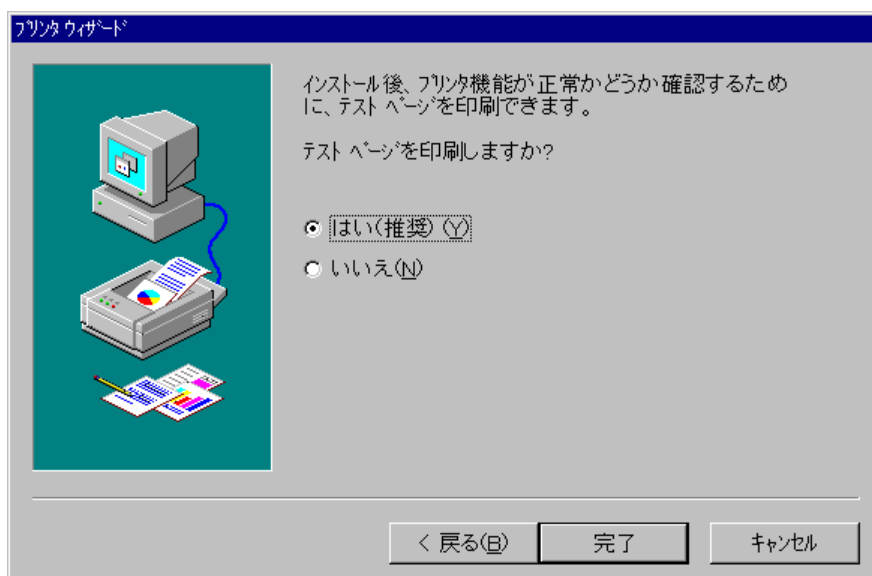 プリンタ ウィザード
インストール後、プリンタ機能が正常かどうか確認するため
に、テスト ページを印刷できます。
テスト ページを印刷しますか?
はい(推奨) (Y)
いいえ(N)
< 戻る(B)
完了
キャンセル